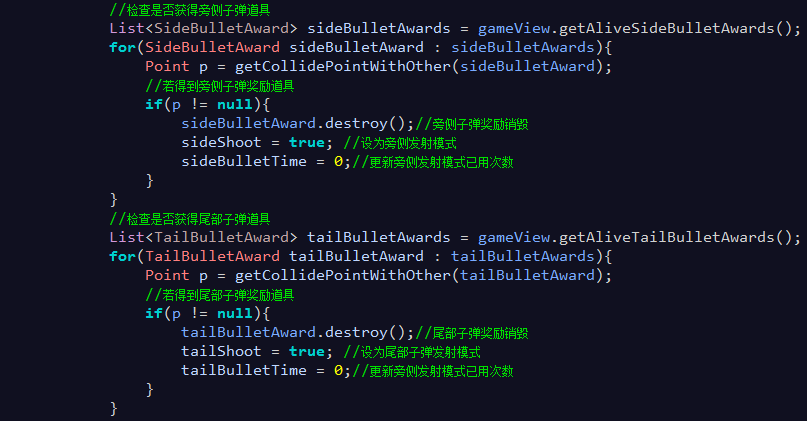 //检查是否获得旁侧子弹道具
List<SideBulletAward> sideBulletAwards = gameView.getAliveSideBulletAwards();
for(SideBulletAward sideBulletAward : sideBulletAwards){
Point p = getCollidePointWithOther(sideBulletAward);
//若得到旁侧子弹奖励道具
if(p != null){
sideBulletAward.destroy();//旁侧子弹奖励销毁
sideShoot = true; //设为旁侧发射模式
sideBulletTime = 0;//更新旁侧发射模式已用次数
}
}
//检查是否获得尾部子弹道具
List<TailBulletAward> tailBulletAwards = gameView.getAliveTailBulletAwards();
for(TailBulletAward tailBulletAward : tailBulletAwards){
Point p = getCollidePointWithOther(tailBulletAward);
//若得到尾部子弹奖励道具
if(p != null){
tailBulletAward.destroy();//尾部子弹奖励销毁
tailShoot = true; //设为尾部子弹发射模式
tailBulletTime = 0;//更新旁侧发射模式已用次数
}
}